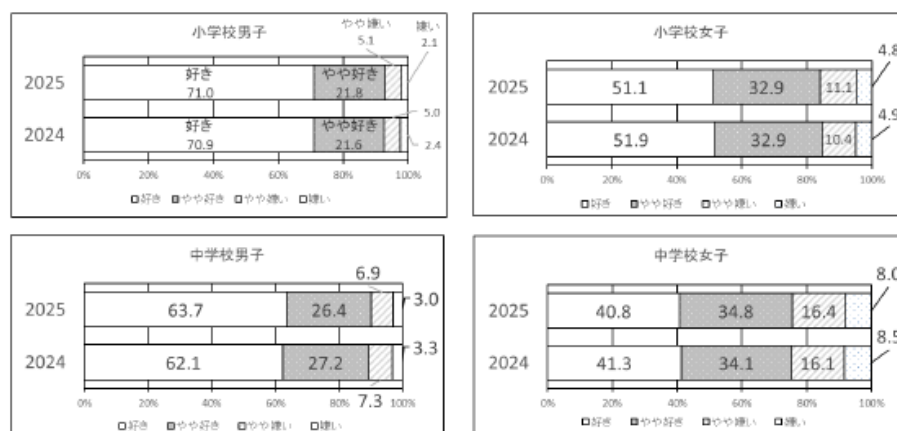 小学校男子
やや嫌い
5.1
嫌い
2.1
2025
好き
71.0
やや好き
21.8
2024
好き
70.9
やや好き
21.6
5.0
2.4
0% 20% 40% 60% 80% 100%
□好き ■やや好き □やや嫌い □嫌い
小学校女子
4.8
2025 51.1 32.9 11.1
4.9
2024 51.9 32.9 10.4
0% 20% 40% 60% 80% 100%
□好き ■やや好き □やや嫌い □嫌い
中学校男子
6.9
2025 63.7 26.4 3.0
2024 62.1 27.2 3.3
7.3
0% 20% 40% 60% 80% 100%
□好き ■やや好き □やや嫌い □嫌い
中学校女子
8.0
2025 40.8 34.8 16.4
8.5
2024 41.3 34.1 16.1
0% 20% 40% 60% 80% 100%
□好き ■やや好き □やや嫌い □嫌い